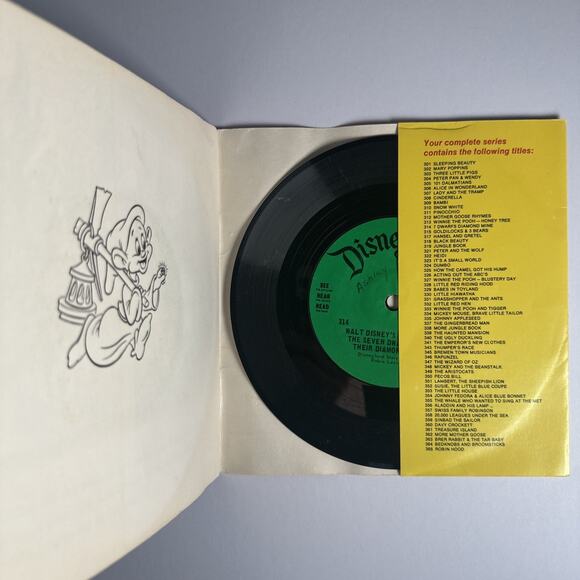 Your complete series
contains the following titles:
301 SLEEPING BEAUTY
302 MARY POPPINS
303 THREE LITTLE PIGS
304 PETER PAN & WENDY
305 101 DALMATIANS
306 ALICE IN WONDERLAND
307 LADY AND THE TRAMP
308 CINDERELLA
309 BAMBI
310 SNOW WHITE
311 PINOCCHIO
312 MOTHER GOOSE RHYMES
313 WINNIE THE POOH - HONEY TREE
314 7 DWARFS DIAMOND MINE
315 GOLDILOCKS & 3 BEARS
317 HANSEL AND GRETEL
318 BLACK BEAUTY
319 JUNGLE BOOK
321 PETER AND THE WOLF
322 HEIDI
323 IT'S A SMALL WORLD
324 DUMBO
325 HOW THE CAMEL GOT HIS HUMP
326 ACTING OUT THE ABC'S
327 WINNIE THE POOH - BLUSTERY DAY
328 LITTLE RED RIDING HOOD
329 BABES IN TOYLAND
330 LITTLE HIAWATHA
331 GRASSHOPPER AND THE ANTS
332 LITTLE RED HEN
333 WINNIE THE POOH AND TIGGER
334 MICKEY MOUSE, BRAVE LITTLE TAILOR
335 JOHNNY APPLESEED
337 THE GINGERBREAD MAN
338 MORE JUNGLE BOOK
339 THE HAUNTED MANSION
340 THE UGLY DUCKLING
341 THE EMPEROR'S NEW CLOTHES
343 THUMPER'S RACE
345 BREMEN TOWN MUSICIANS
346 RAPUNZEL
347 THE WIZARD OF OZ
348 MICKEY AND THE BEANSTALK
349 THE ARISTOCATS
350 PECOS BILL
351 LAMBERT, THE SHEEPISH LION
352 SUSIE, THE LITTLE BLUE COUPE
353 THE LITTLE HOUSE
354 JOHNNY FEDORA & ALICE BLUE BONNET
355 THE WHALE WHO WANTED TO SING AT THE MET
356 ALADDIN AND HIS LAMP
357 SWISS FAMILY ROBINSON
358 20,000 LEAGUES UNDER THE SEA
359 SINBAD THE SAILOR
360 DAVY CROCKETT
361 TREASURE ISLAND
362 MORE MOTHER GOOSE
363 BRER RABBIT & THE TAR BABY
364 BEDKNOBS AND BROOMSTICKS
365 ROBIN HOOD
Disney
SEE
HEAR
READ
314
WALT DISNEY'S
THE SEVEN
THEIR